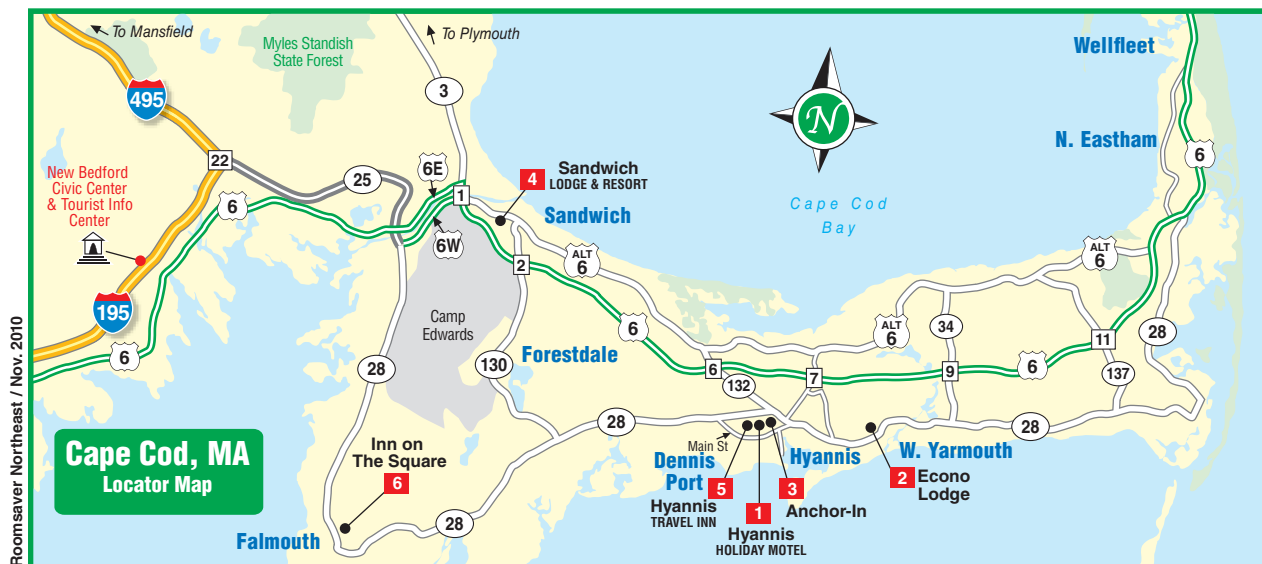 To Mansfield
To Plymouth
Myles Standish
State Forest
Wellfleet
495
3
N
N. Eastham
6
22
6E
25
New Bedford
Civic Center
& Tourist Info
Center
6
1
4
Sandwich
LODGE & RESORT
Sandwich
Cape Cod
Bay
6W
ALT
6
2
ALT
6
195
Camp
Edwards
6
ALT
6
34
28
11
6
Forestdale
28
130
6
132
7
9
6
137
Roomsaver Northeast / Nov. 2010
Cape Cod, MA
Locator Map
Inn on
The Square
6
28
Main St
Dennis
Port
5
Hyannis
TRAVEL INN
Hyannis
3
Anchor-In
1
Hyannis
HOLIDAY MOTEL
W. Yarmouth
2
Econo
Lodge
28
Falmouth
28